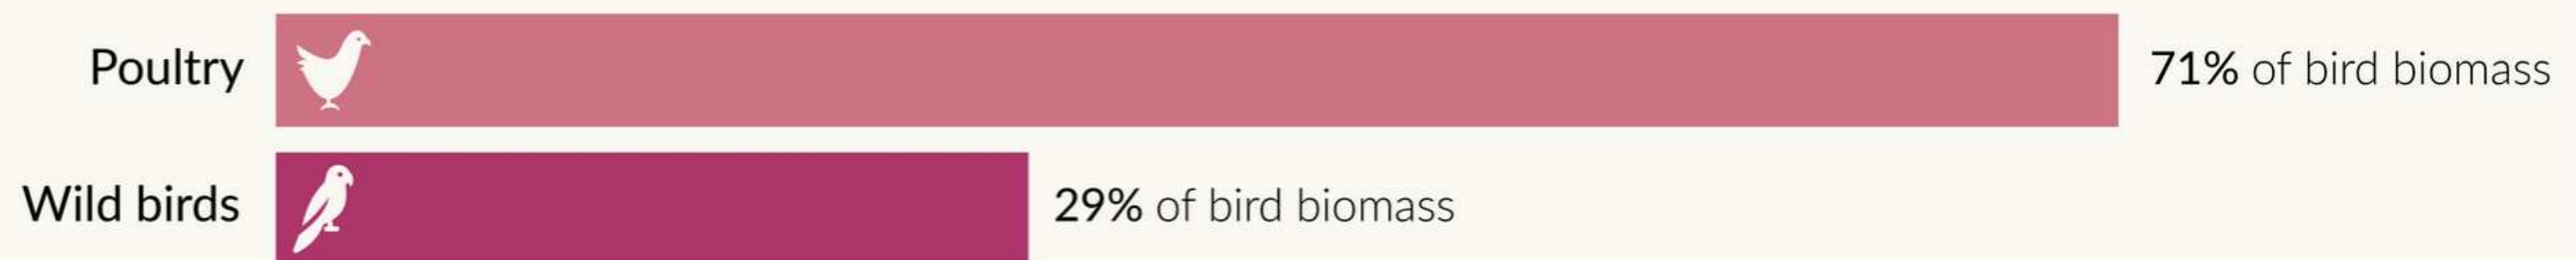 Poultry 71% of bird biomass
Wild birds 29% of bird biomass